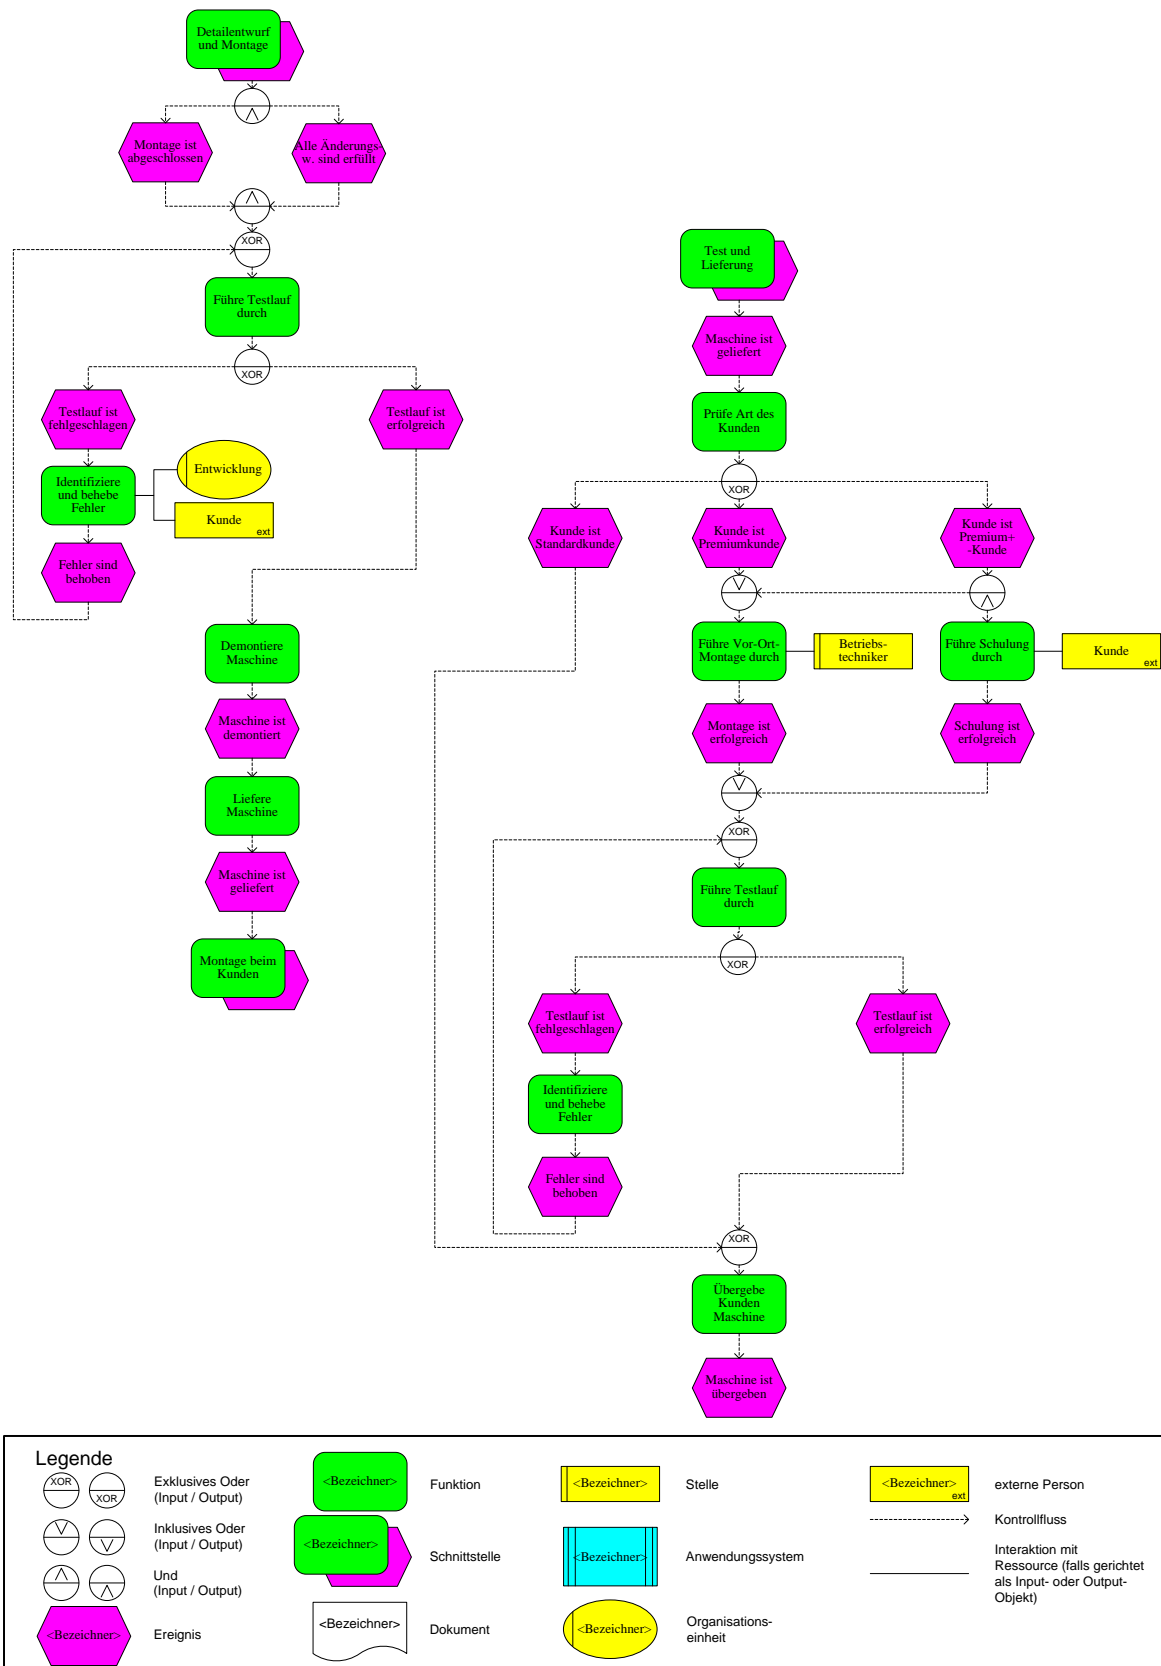 Detailentwurf
und Montage
Montage ist
abgeschlossen
Alle Änderungs-
w. sind erfüllt
XOR
Führe Testlauf
durch
XOR
Testlauf ist
fehlgeschlagen
Testlauf ist
erfolgreich
Identifiziere
und behebe
Fehler
Entwicklung
Kunde
ext
Fehler sind
behoben
Demontiere
Maschine
Maschine ist
demontiert
Liefere
Maschine
Maschine ist
geliefert
Montage beim
Kunden
Test und
Lieferung
Maschine ist
geliefert
Prüfe Art des
Kunden
XOR
Kunde ist
Standardkunde
Kunde ist
Premiumkunde
Kunde ist
Premium+
-Kunde
Führe Vor-Ort-
Montage durch
Betriebs-
techniker
Führe Schulung
durch
Kunde
ext
Montage ist
erfolgreich
Schulung ist
erfolgreich
XOR
Führe Testlauf
durch
XOR
Testlauf ist
fehlgeschlagen
Testlauf ist
erfolgreich
Identifiziere
und behebe
Fehler
Fehler sind
behoben
XOR
Übergebe
Kunden
Maschine
Maschine ist
übergeben
Legende
XOR
XOR
Exklusives Oder
(Input / Output)
Inklusives Oder
(Input / Output)
Und
(Input / Output)
<Bezeichner>
Ereignis
<Bezeichner>
Funktion
<Bezeichner>
Schnittstelle
<Bezeichner>
Dokument
<Bezeichner>
Stelle
<Bezeichner>
Anwendungssystem
<Bezeichner>
Organisations-
einheit
<Bezeichner>
ext
externe Person
Kontrollfluss
Interaktion mit
Ressource (falls gerichtet
als Input- oder Output-
Objekt)